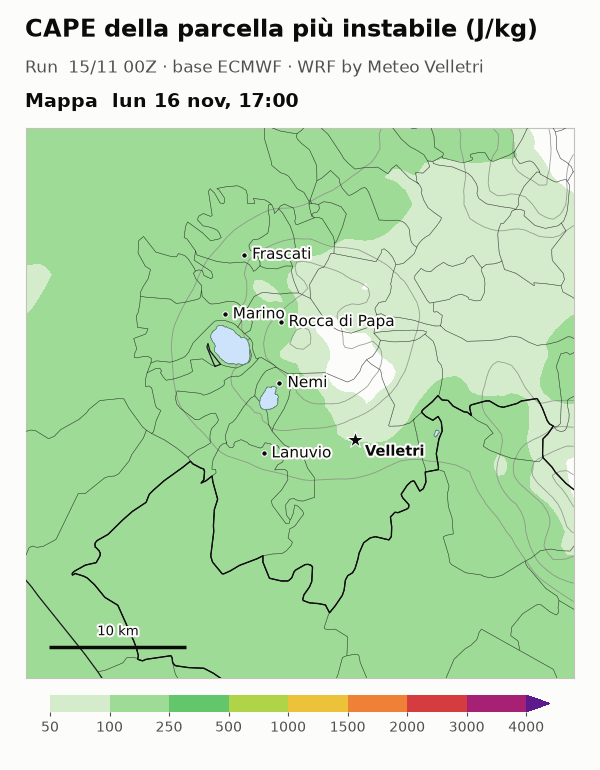 CAPE della parcella più instabile (J/kg)
Run  15/11 00Z · base ECMWF · WRF by Meteo Velletri
Mappa  lun 16 nov, 17:00
Frascati
Marino
Rocca di Papa
Nemi
Velletri
Lanuvio
10 km
50 100 250 500 1000 1500 2000 3000 4000